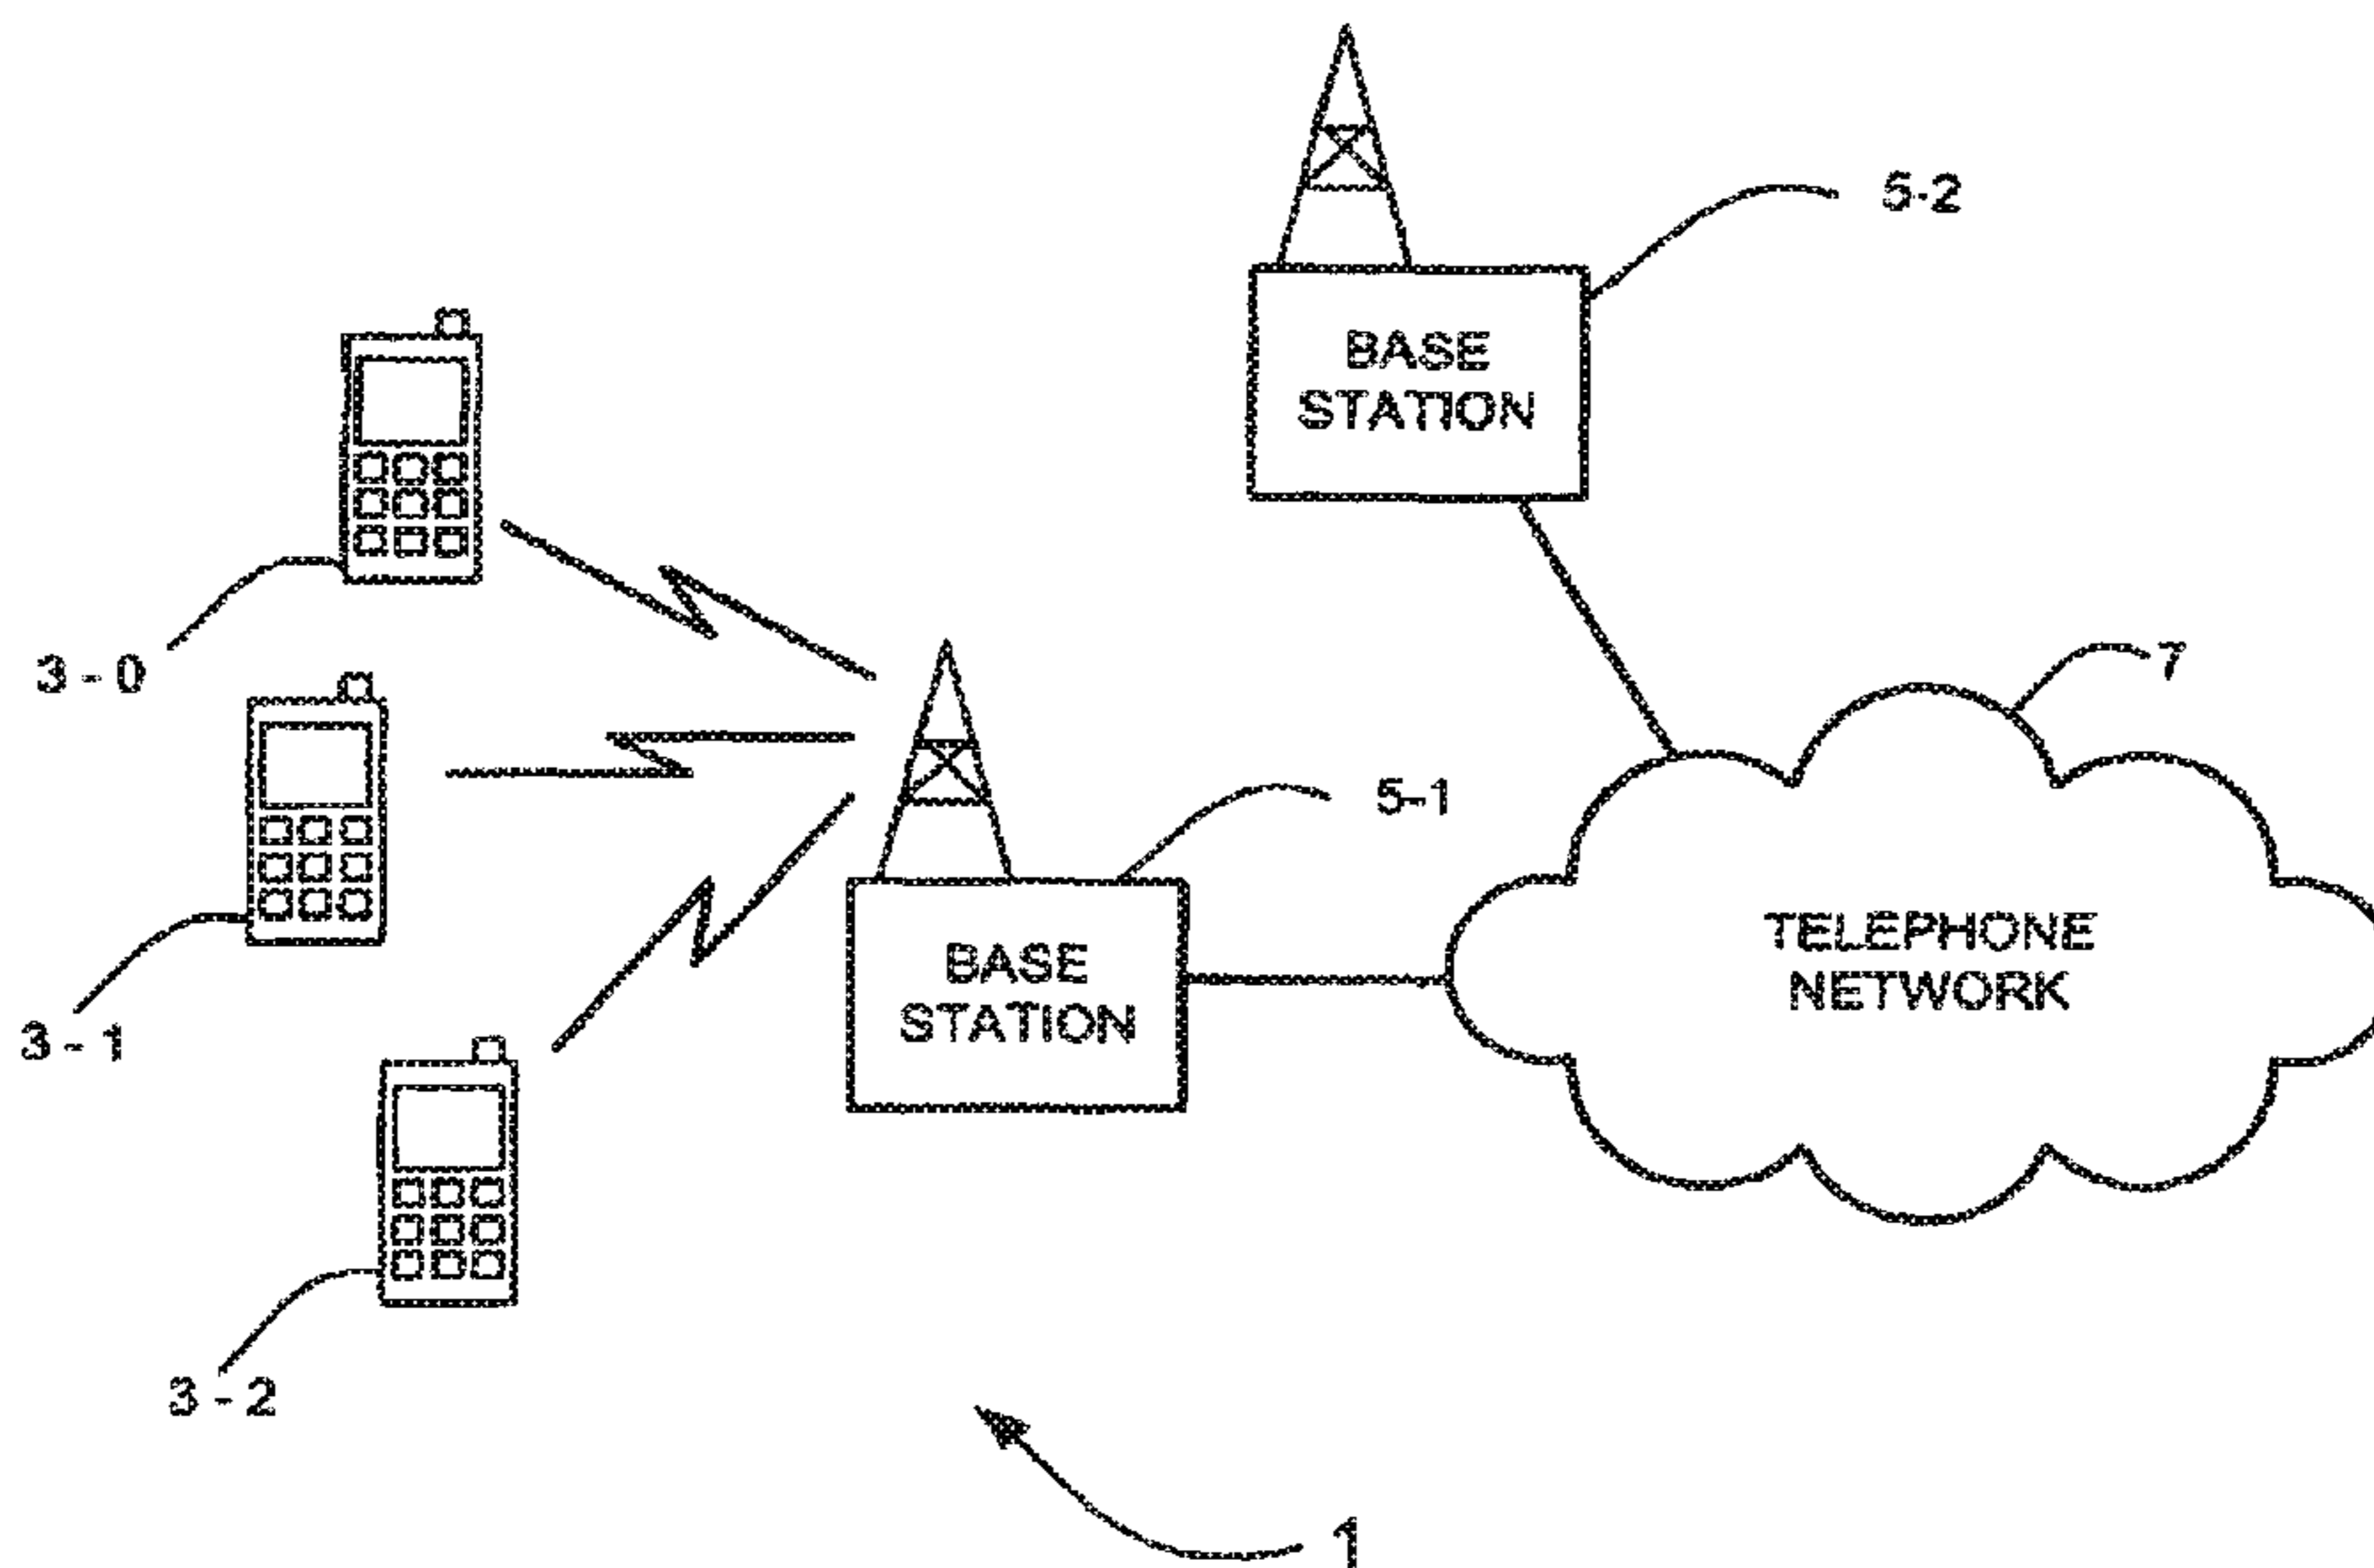 5-2
BASE
STATION
3 - 0
7
5-1
TELEPHONE
NETWORK
BASE
STATION
3 - 1
3 - 2
1